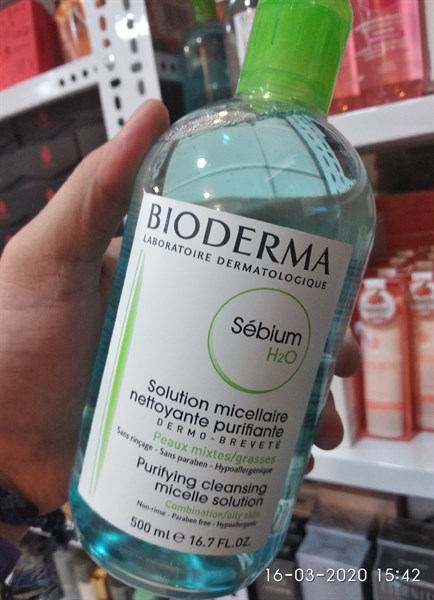 BIODERMA
LABORATOIRE DERMATOLOGIQUE
Sébium
H2O
Solution micellaire
nettoyante purifiante
DERMO-BREVETÉ
Peaux mixtes/grasses
Sans rinçage - Sans paraben - Hypoallergénique
Purifying cleansing
micelle solution
Combination/oily skin
Non-rinse - Paraben free - Hypoallergenic
500 ml e 16.7 FL.OZ.
16-03-2020 15:42